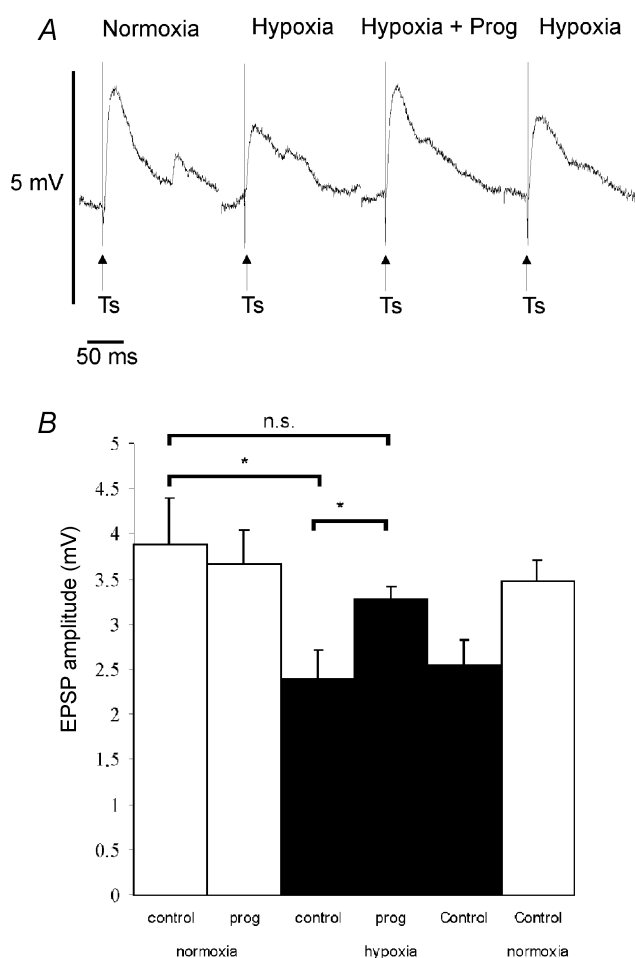 A
Normoxia Hypoxia Hypoxia + Prog Hypoxia
5 mV
Ts Ts Ts Ts
50 ms
B
n.s.
*
*
EPSP amplitude (mV)
5
4.5
4
3.5
3
2.5
2
1.5
1
0.5
0
control prog control prog Control Control
normoxia hypoxia normoxia